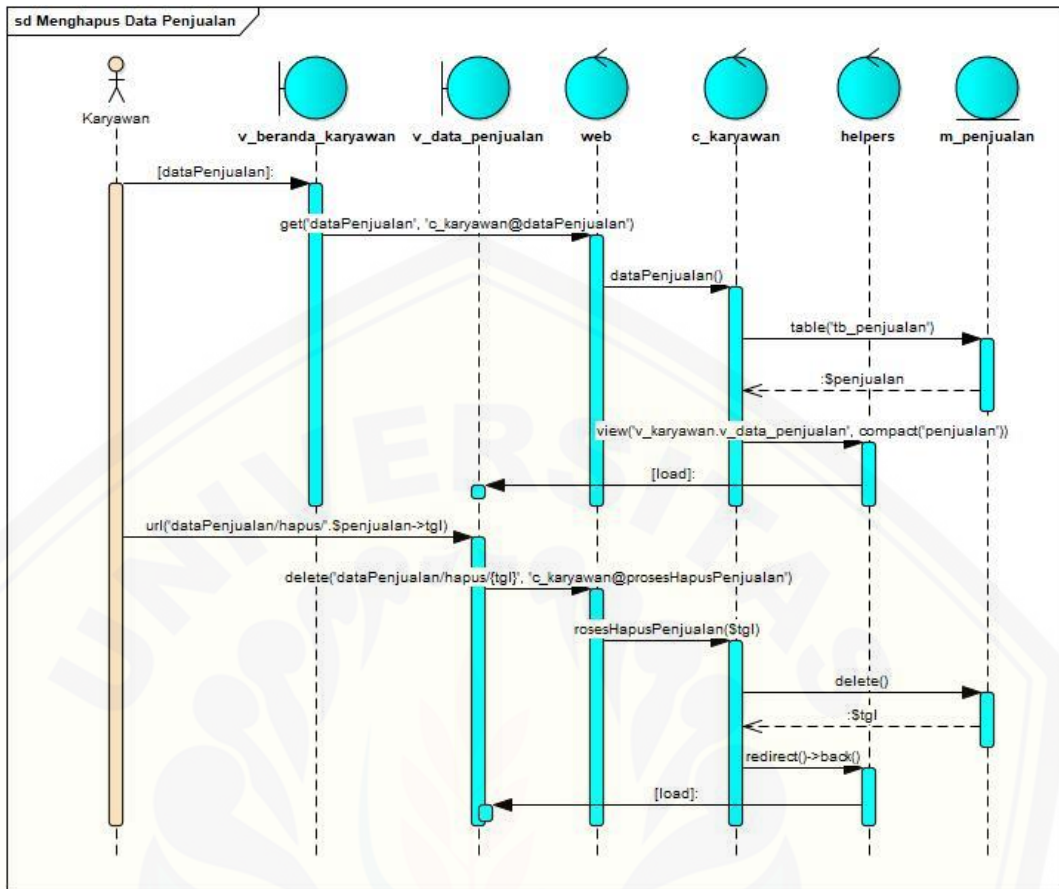 sd Menghapus Data Penjualan
Karyawan
v_beranda_karyawan
v_data_penjualan
web
c_karyawan
helpers
m_penjualan
[dataPenjualan]:
get('dataPenjualan', 'c_karyawan@dataPenjualan')
dataPenjualan()
table('tb_penjualan')
:$penjualan
view('v_karyawan.v_data_penjualan', compact('penjualan'))
[load]:
url('dataPenjualan/hapus/'.$penjualan->tgl)
delete('dataPenjualan/hapus/{tgl}', 'c_karyawan@prosesHapusPenjualan')
rosesHapusPenjualan($tgl)
delete()
:$tgl
redirect()->back()
[load]:
UNIVERSITAS